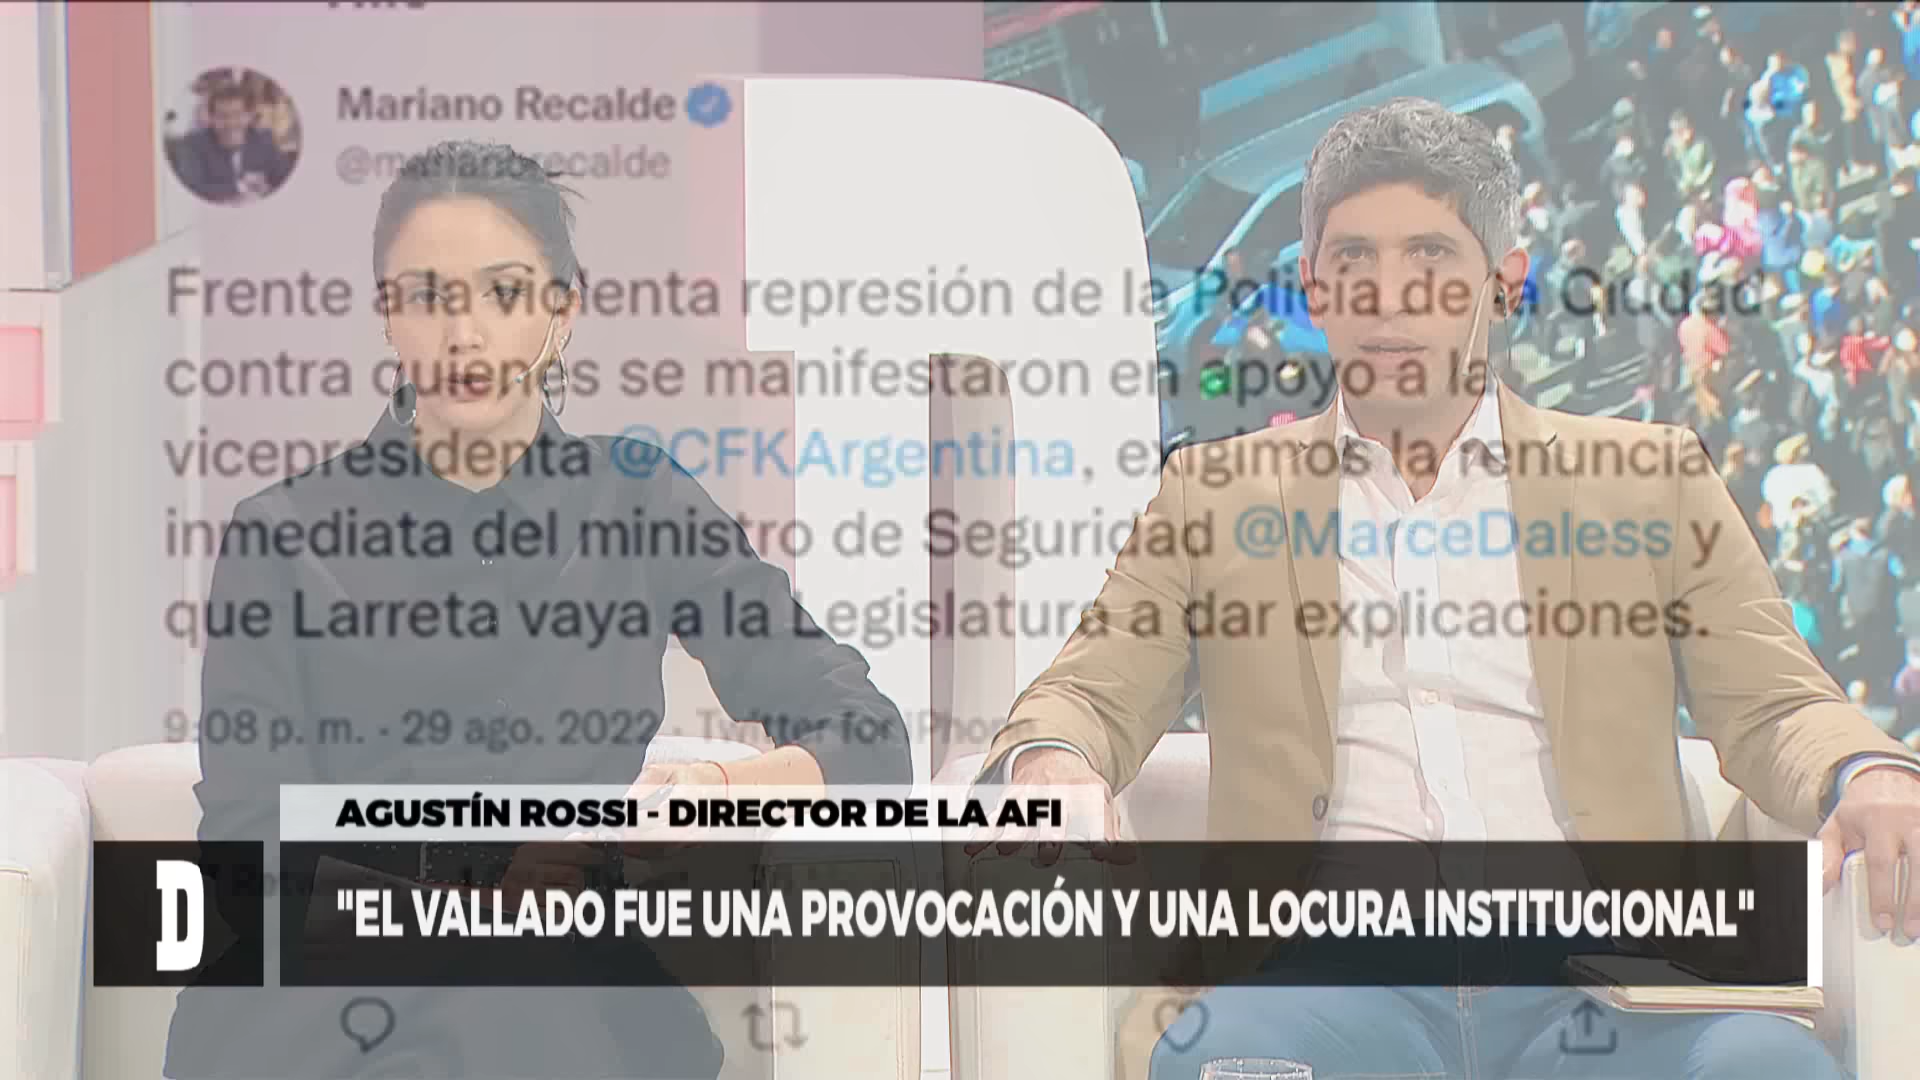 Mariano Recalde
@marianorecalde
Frente a la violenta represión de la Policía de la Ciudad
contra quienes se manifestaron en apoyo a la
vicepresidenta @CFKArgentina, exigimos la renuncia
inmediata del ministro de Seguridad @MarceDaless y
que Larreta vaya a la Legislatura a dar explicaciones.
9:08 p. m. · 29 ago. 2022 · Twitter for iPhone
AGUSTÍN ROSSI - DIRECTOR DE LA AFI
D
"EL VALLADO FUE UNA PROVOCACIÓN Y UNA LOCURA INSTITUCIONAL"